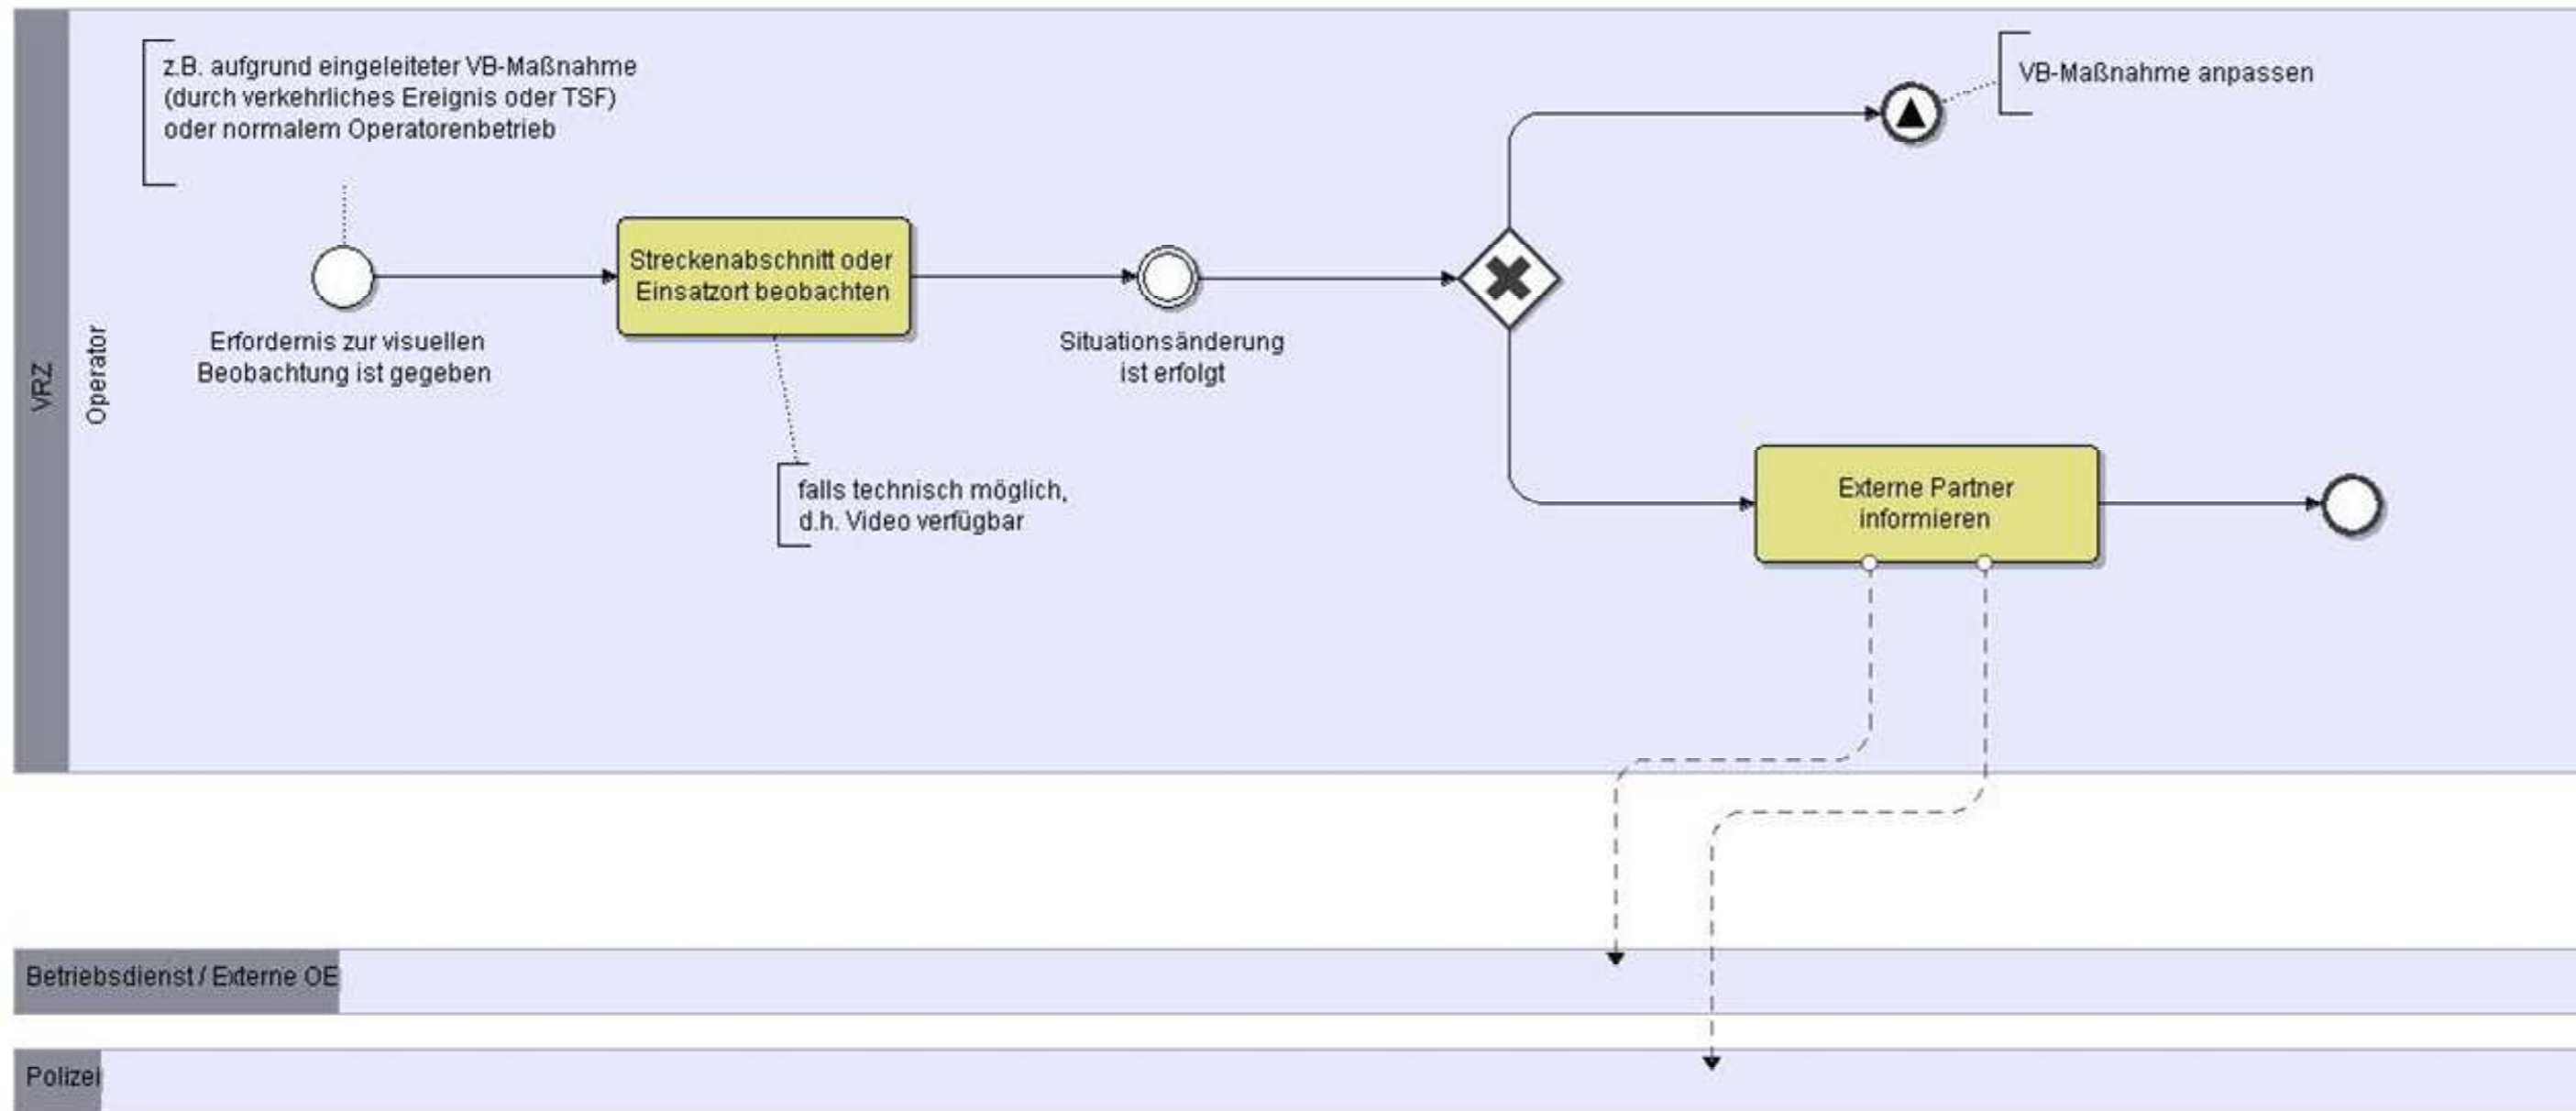 z.B. aufgrund eingeleiteter VB-Maßnahme
(durch verkehrliches Ereignis oder TSF)
oder normalem Operatorenbetrieb
VB-Maßnahme anpassen
Streckenabschnitt oder
Einsatzort beobachten
Erfordernis zur visuellen
Beobachtung ist gegeben
Situationsänderung
ist erfolgt
VRZ
Operator
falls technisch möglich,
d.h. Video verfügbar
Externe Partner
informieren
Betriebsdienst / Externe OE
Polizei